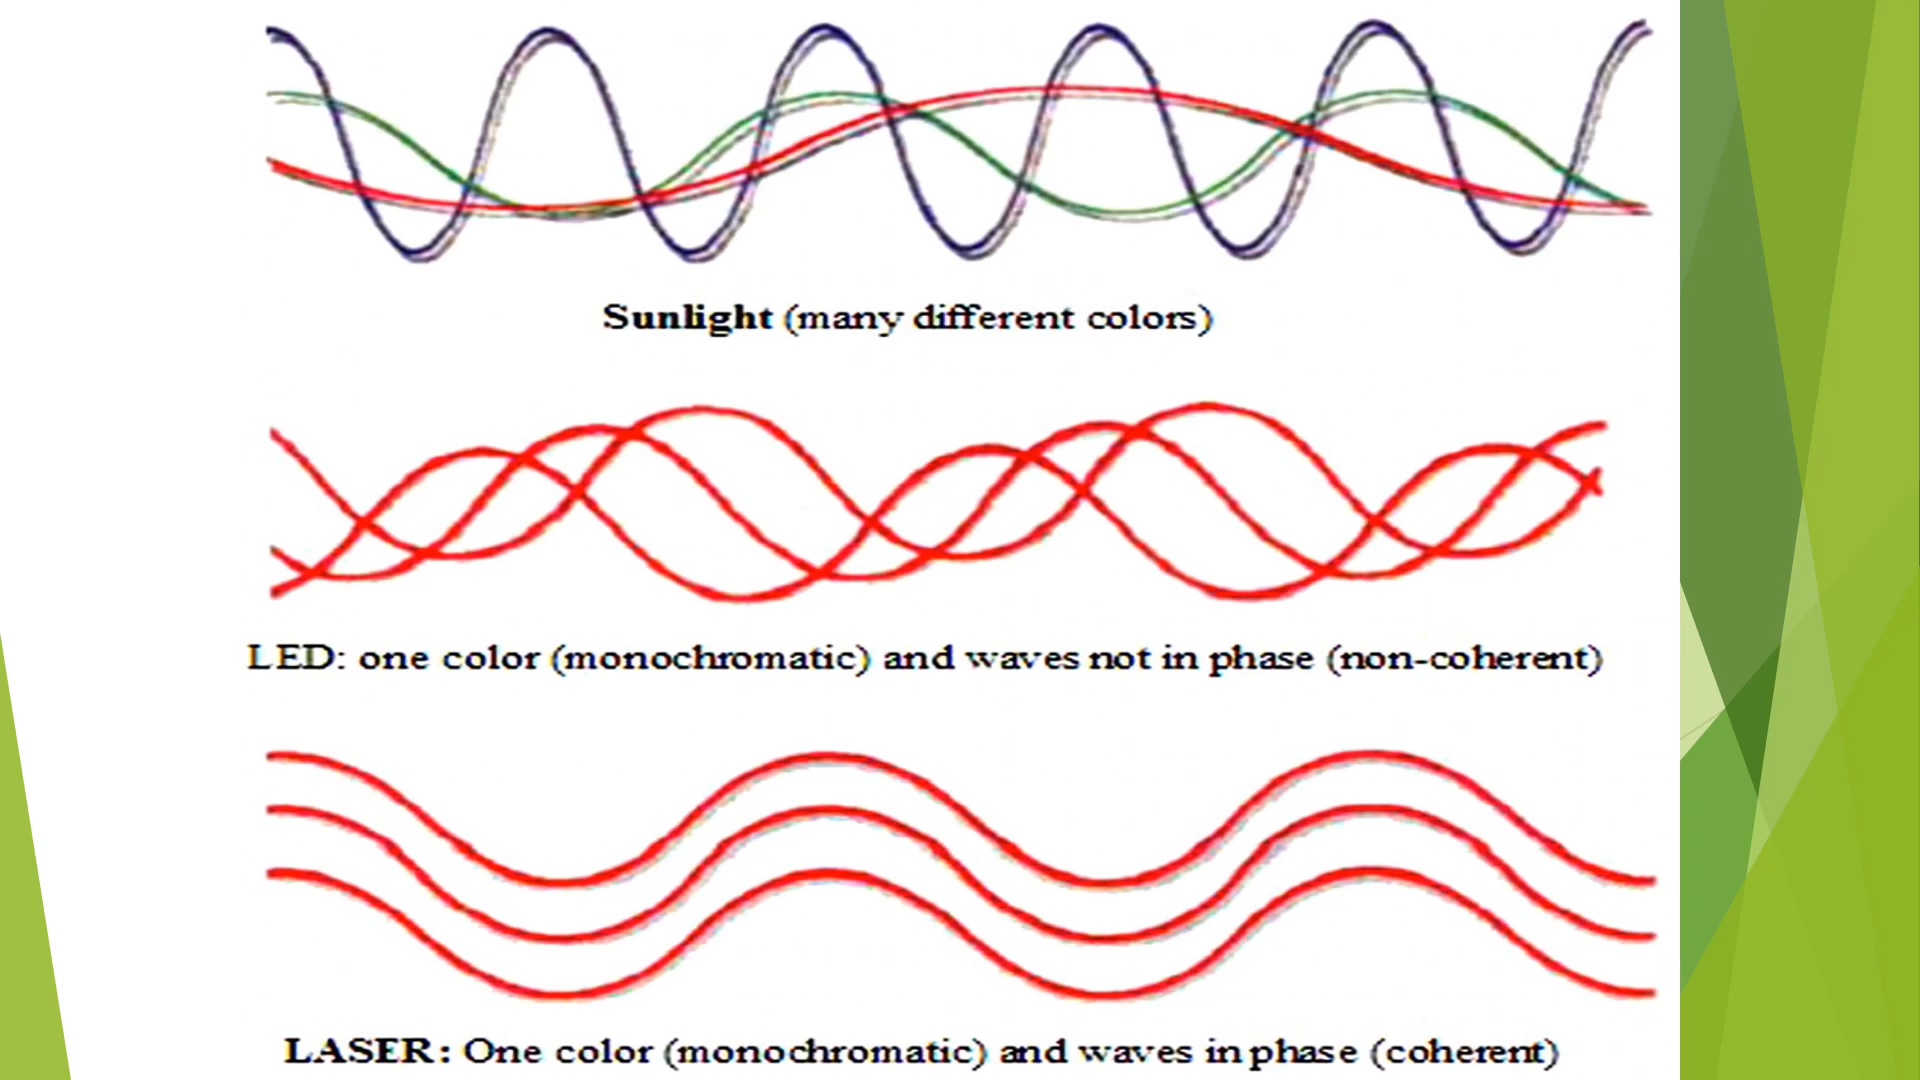 Sunlight (many different colors)
LED: one color (monochromatic) and waves not in phase (non-coherent)
LASER: One color (monochromatic) and waves in phase (coherent)